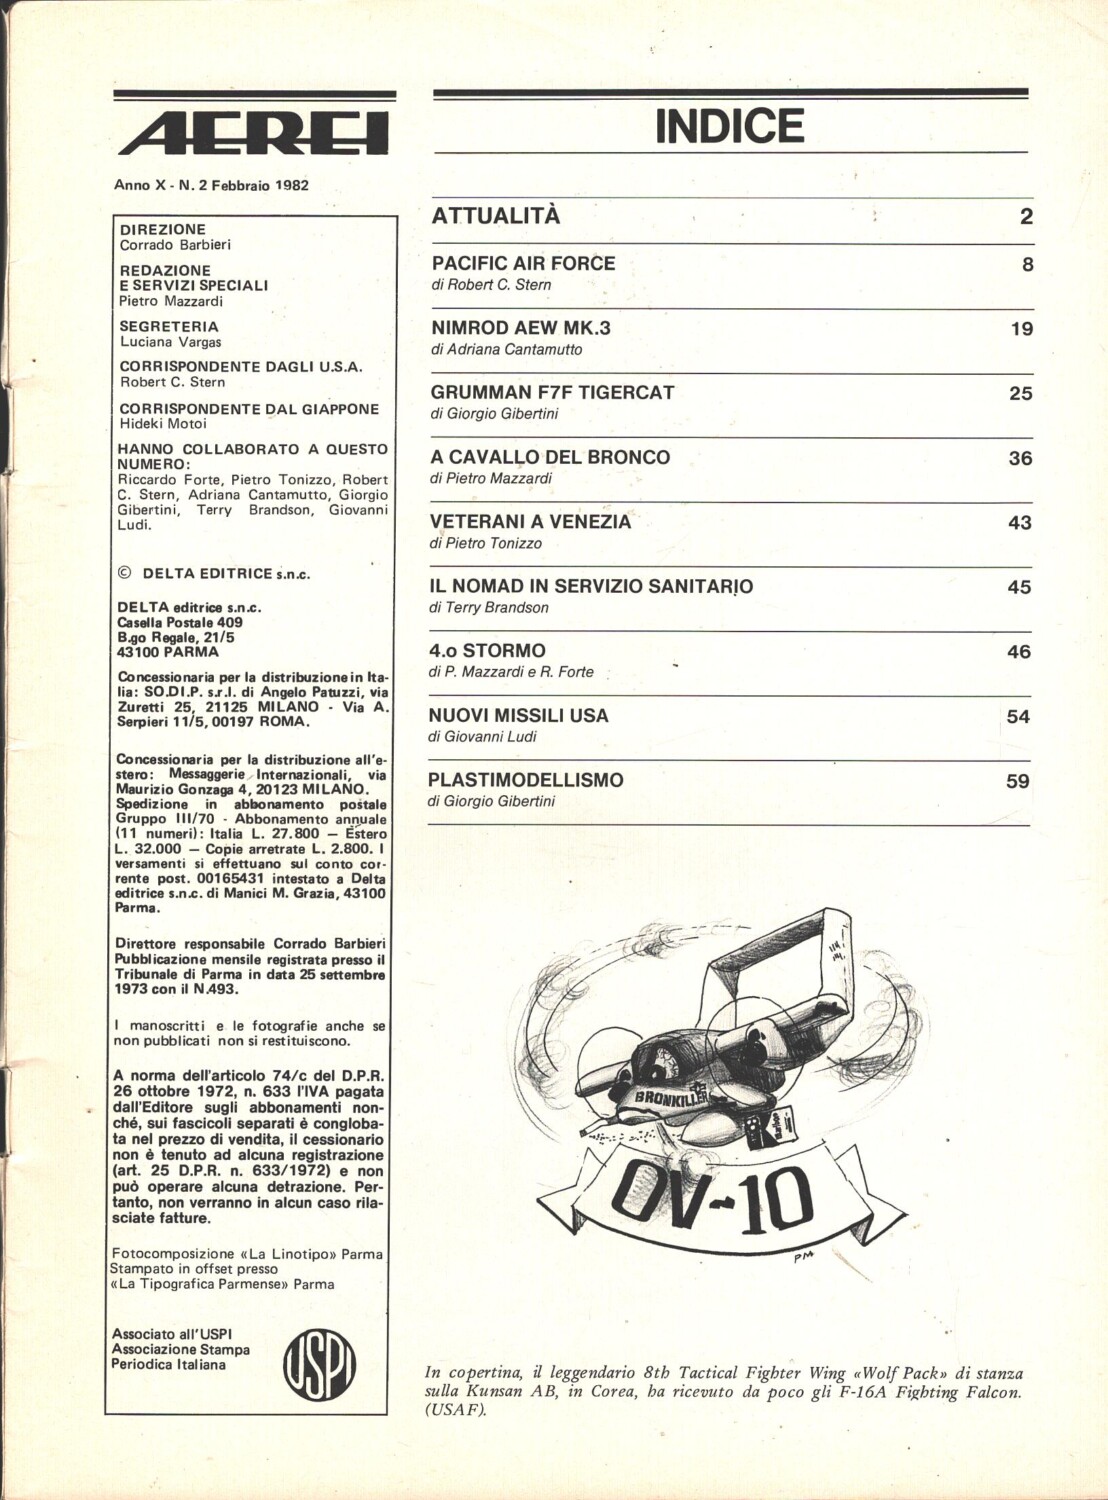 AEREI
Anno X - N. 2 Febbraio 1982
DIREZIONE
Corrado Barbieri
REDAZIONE
E SERVIZI SPECIALI
Pietro Mazzardi
SEGRETERIA
Luciana Vargas
CORRISPONDENTE DAGLI U.S.A.
Robert C. Stern
CORRISPONDENTE DAL GIAPPONE
Hideki Motoi
HANNO COLLABORATO A QUESTO
NUMERO:
Riccardo Forte, Pietro Tonizzo, Robert
C. Stern, Adriana Cantamutto, Giorgio
Gibertini, Terry Brandson, Giovanni
Ludi.
© DELTA EDITRICE s.n.c.
DELTA editrice s.n.c.
Casella Postale 409
B.go Regale, 21/5
43100 PARMA
Concessionaria per la distribuzione in Ita-
lia: SO.DI.P. s.r.l. di Angelo Patuzzi, via
Zuretti 25, 21125 MILANO - Via A.
Serpieri 11/5, 00197 ROMA.
Concessionaria per la distribuzione all'e-
stero: Messaggerie Internazionali, via
Maurizio Gonzaga 4, 20123 MILANO.
Spedizione in abbonamento postale
Gruppo III/70 - Abbonamento annuale
(11 numeri): Italia L. 27.800 — Estero
L. 32.000 — Copie arretrate L. 2.800. I
versamenti si effettuano sul conto cor-
rente post. 00165431 intestato a Delta
editrice s.n.c. di Manici M. Grazia, 43100
Parma.
Direttore responsabile Corrado Barbieri
Pubblicazione mensile registrata presso il
Tribunale di Parma in data 25 settembre
1973 con il N.493.
I manoscritti e le fotografie anche se
non pubblicati non si restituiscono.
A norma dell'articolo 74/c del D.P.R.
26 ottobre 1972, n. 633 l'IVA pagata
dall'Editore sugli abbonamenti non-
ché, sui fascicoli separati è congloba-
ta nel prezzo di vendita, il cessionario
non è tenuto ad alcuna registrazione
(art. 25 D.P.R. n. 633/1972) e non
può operare alcuna detrazione. Per-
tanto, non verranno in alcun caso rila-
sciate fatture.
Fotocomposizione «La Linotipo» Parma
Stampato in offset presso
«La Tipografica Parmense» Parma
Associato all'USPI
Associazione Stampa
Periodica Italiana
USPI
INDICE
ATTUALITÀ 2
PACIFIC AIR FORCE 8
di Robert C. Stern
NIMROD AEW MK.3 19
di Adriana Cantamutto
GRUMMAN F7F TIGERCAT 25
di Giorgio Gibertini
A CAVALLO DEL BRONCO 36
di Pietro Mazzardi
VETERANI A VENEZIA 43
di Pietro Tonizzo
IL NOMAD IN SERVIZIO SANITARIO 45
di Terry Brandson
4.o STORMO 46
di P. Mazzardi e R. Forte
NUOVI MISSILI USA 54
di Giovanni Ludi
PLASTIMODELLISMO 59
di Giorgio Gibertini
BRONKILLER
OV-10
PM
In copertina, il leggendario 8th Tactical Fighter Wing «Wolf Pack» di stanza
sulla Kunsan AB, in Corea, ha ricevuto da poco gli F-16A Fighting Falcon.
(USAF).